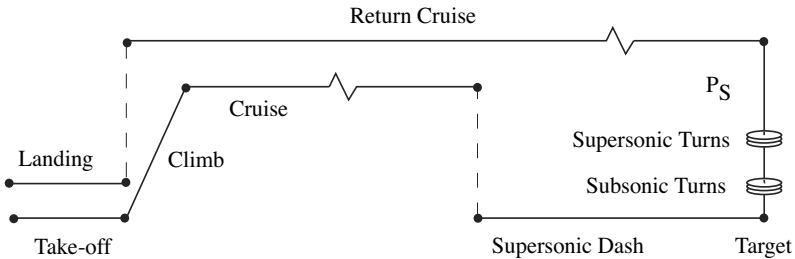 Return Cruise
P_S
Cruise
Supersonic Turns
Landing
Climb
Subsonic Turns
Take-off
Supersonic Dash
Target